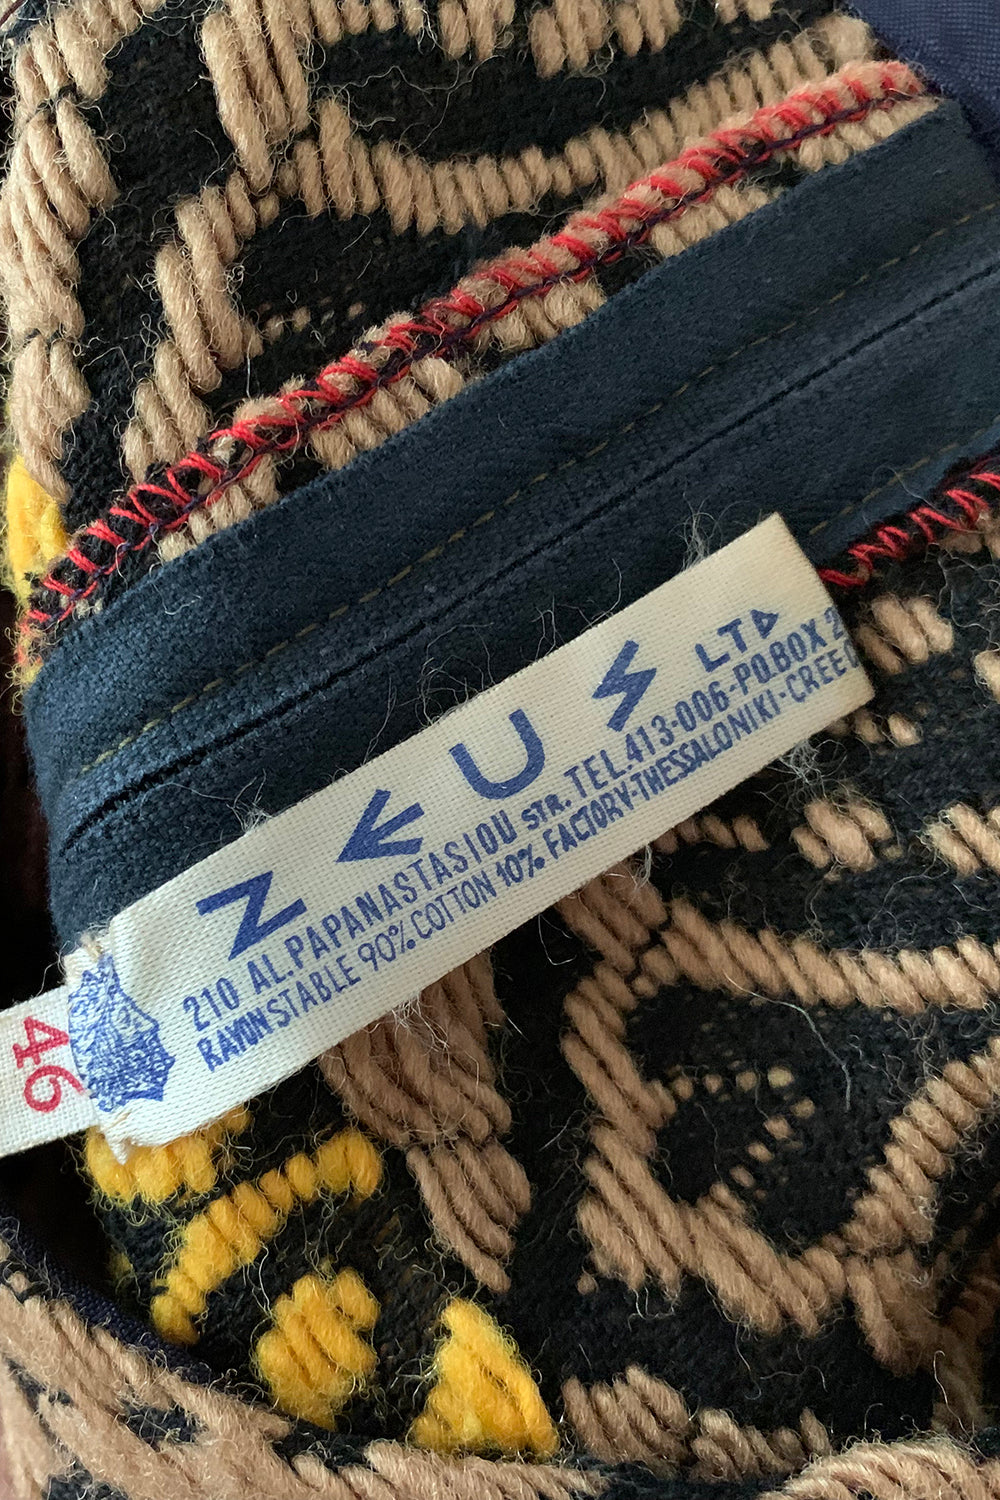 ZEUS LTD
210 AL.PAPANASTASIOU STR. TEL.413-006-P.O.BOX 2
RAYON STABLE 90% COTTON 10% FACTORY-THESSALONIKI-CREE
46